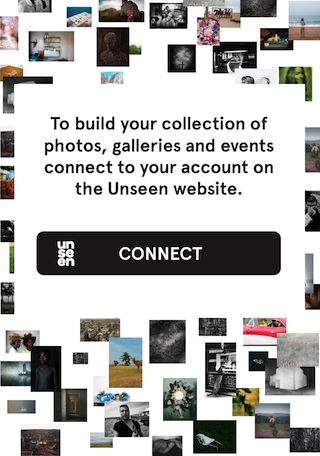 To build your collection of
photos, galleries and events
connect to your account on
the Unseen website.
un
se
en
CONNECT